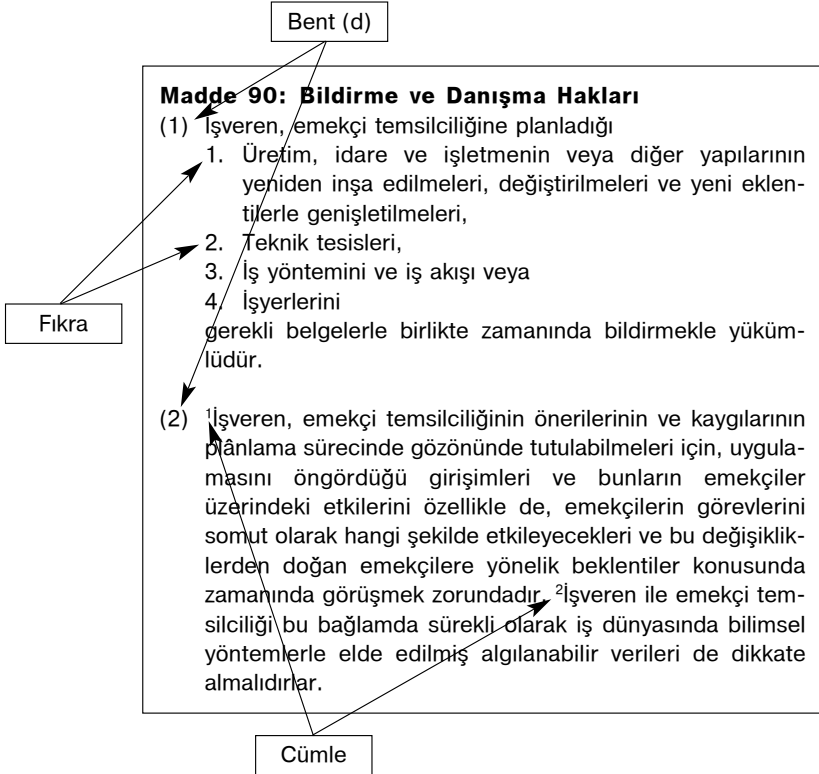 Bent (d)
Madde 90: Bildirme ve Danışma Hakları
(1) İşveren, emekçi temsilciliğine planladığı
1. Üretim, idare ve işletmenin veya diğer yapılarının
yeniden inşa edilmeleri, değiştirilmeleri ve yeni eklen-
tilerle genişletilmeleri,
2. Teknik tesisleri,
3. İş yöntemini ve iş akışı veya
4. İşyerlerini
gerekli belgelerle birlikte zamanında bildirmekle yüküm-
lüdür.
Fıkra
(2) ¹İşveren, emekçi temsilciliğinin önerilerinin ve kaygılarının
plânlama sürecinde gözönünde tutulabilmeleri için, uygula-
masını öngördüğü girişimleri ve bunların emekçiler
üzerindeki etkilerini özellikle de, emekçilerin görevlerini
somut olarak hangi şekilde etkileyecekleri ve bu değişiklik-
lerden doğan emekçilere yönelik beklentiler konusunda
zamanında görüşmek zorundadır. ²İşveren ile emekçi tem-
silciliği bu bağlamda sürekli olarak iş dünyasında bilimsel
yöntemlerle elde edilmiş algılanabilir verileri de dikkate
almalıdırlar.
Cümle